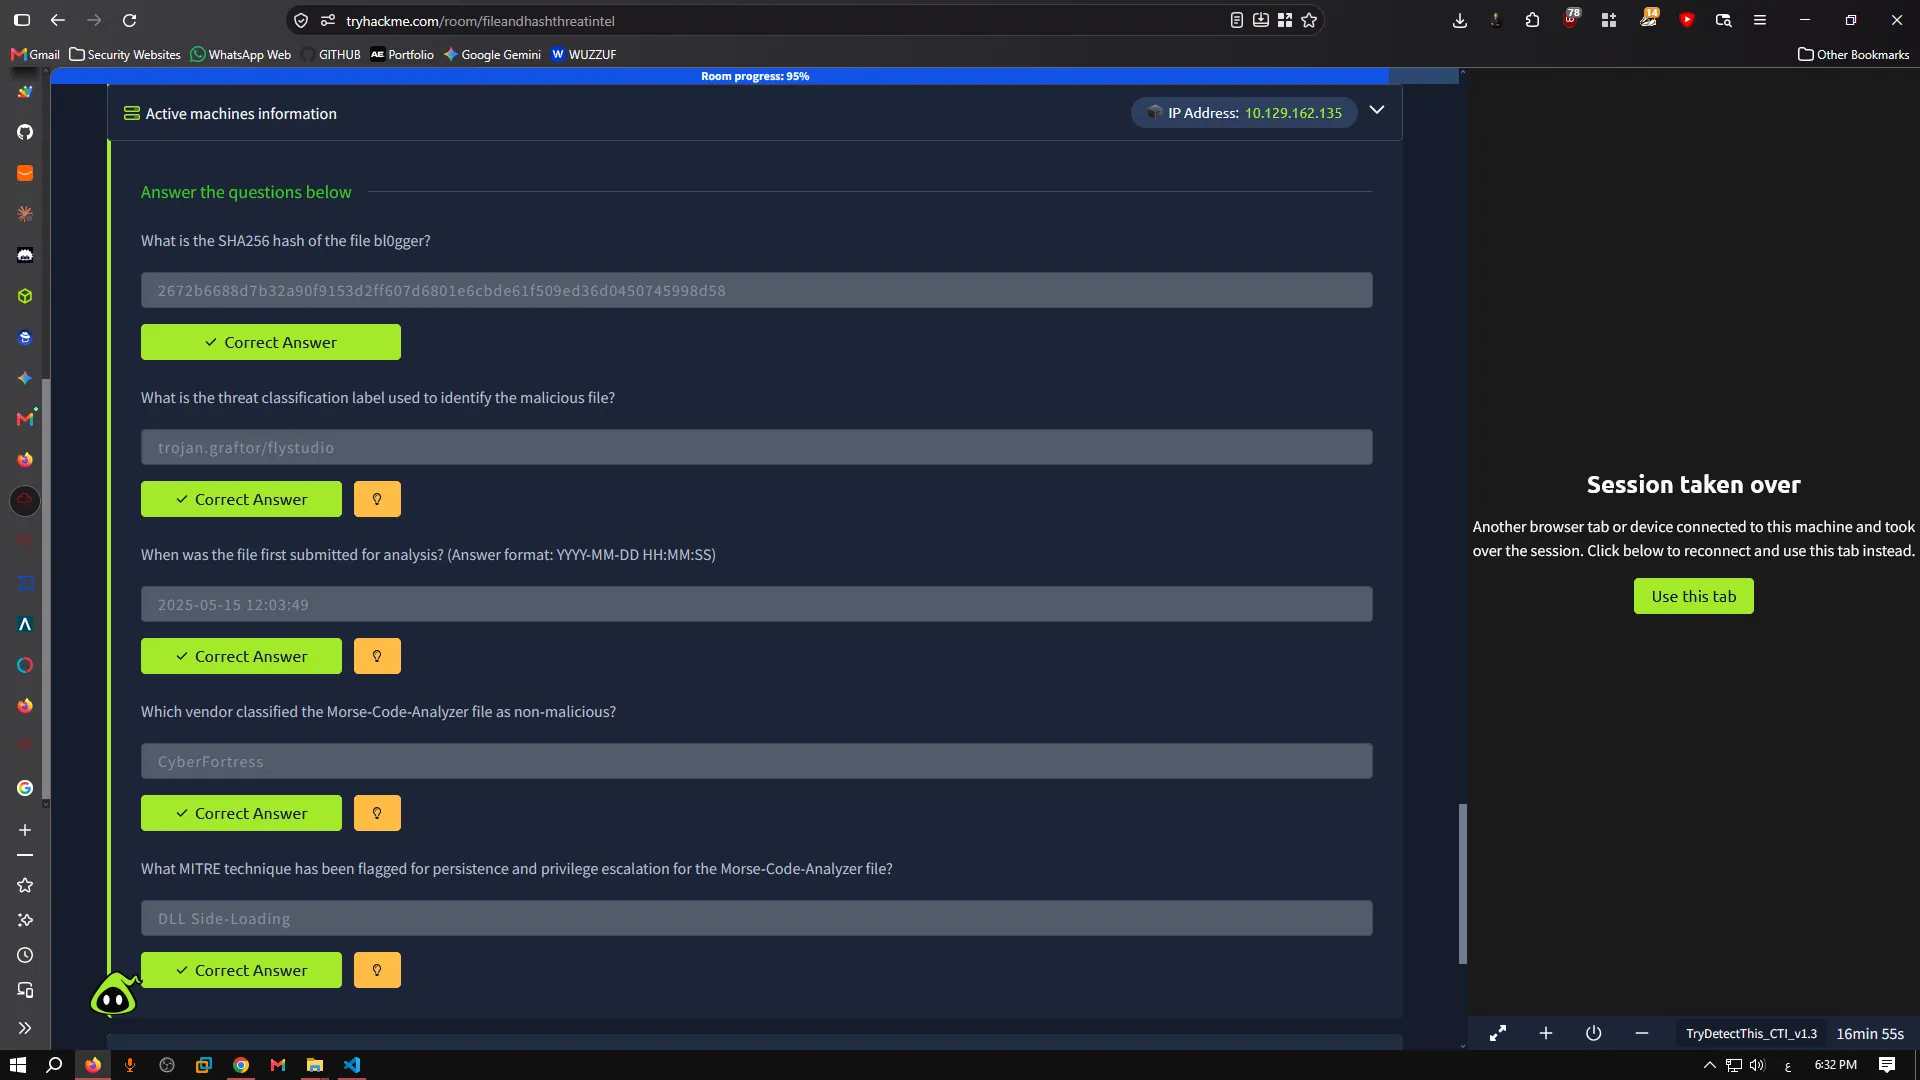 tryhackme.com/room/fileandhashthreatintel
78
14
Gmail
Security Websites
WhatsApp Web
GITHUB
AE Portfolio
Google Gemini
W WUZZUF
Other Bookmarks
Room progress: 95%
Active machines information
IP Address: 10.129.162.135
Answer the questions below
What is the SHA256 hash of the file bl0gger?
2672b6688d7b32a90f9153d2ff607d6801e6cbde61f509ed36d0450745998d58
Correct Answer
What is the threat classification label used to identify the malicious file?
trojan.graftor/flystudio
Correct Answer
When was the file first submitted for analysis? (Answer format: YYYY-MM-DD HH:MM:SS)
2025-05-15 12:03:49
Correct Answer
Which vendor classified the Morse-Code-Analyzer file as non-malicious?
CyberFortress
Correct Answer
What MITRE technique has been flagged for persistence and privilege escalation for the Morse-Code-Analyzer file?
DLL Side-Loading
Correct Answer
Session taken over
Another browser tab or device connected to this machine and took
over the session. Click below to reconnect and use this tab instead.
Use this tab
TryDetectThis_CTI_v1.3
16min 55s
ع
6:32 PM